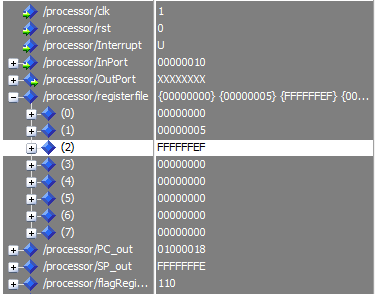 /processor/clk 1
/processor/rst 0
/processor/Interrupt U
/processor/InPort 00000010
/processor/OutPort XXXXXXXX
/processor/registerfile {00000000} {00000005} {FFFFFFEF} {00...
(0) 00000000
(1) 00000005
(2) FFFFFFEF
(3) 00000000
(4) 00000000
(5) 00000000
(6) 00000000
(7) 00000000
/processor/PC_out 01000018
/processor/SP_out FFFFFFFE
/processor/flagRegi... 110